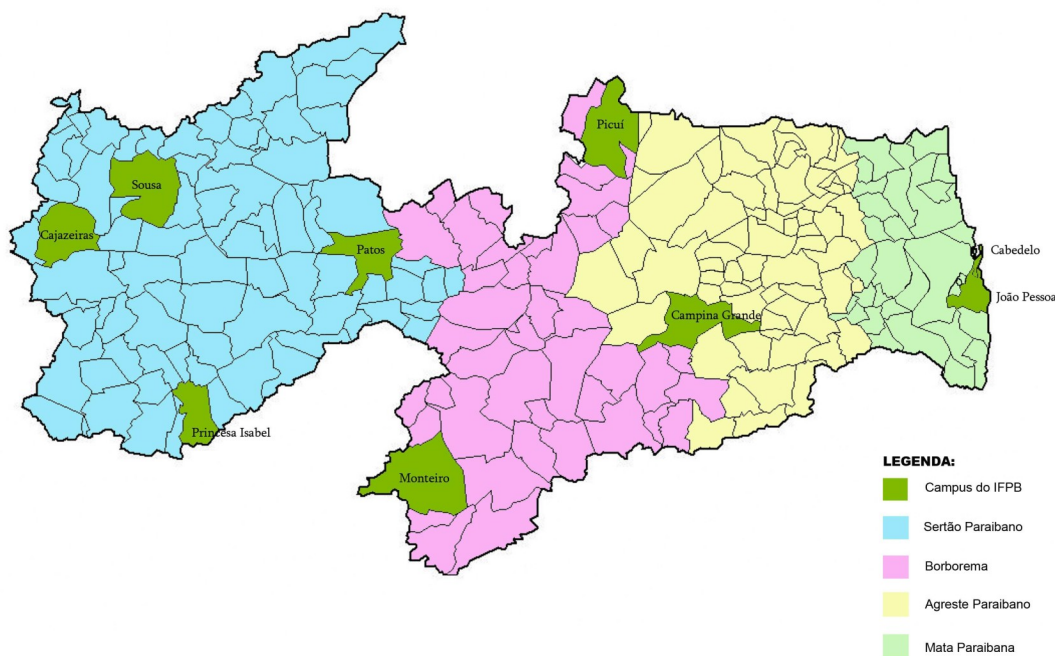 Picuí
Sousa
Cajazeiras
Patos
Cabedelo
João Pessoa
Campina Grande
Princesa Isabel
Monteiro
LEGENDA:
Campus do IFPB
Sertão Paraibano
Borborema
Agreste Paraibano
Mata Paraibana